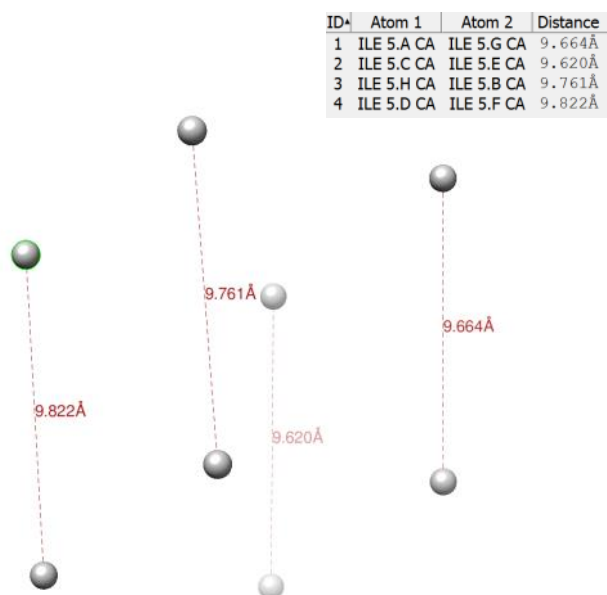 ID Atom 1 Atom 2 Distance
1 ILE 5.A CA ILE 5.G CA 9.664Å
2 ILE 5.C CA ILE 5.E CA 9.620Å
3 ILE 5.H CA ILE 5.B CA 9.761Å
4 ILE 5.D CA ILE 5.F CA 9.822Å
9.761Å
9.664Å
9.822Å
9.620Å